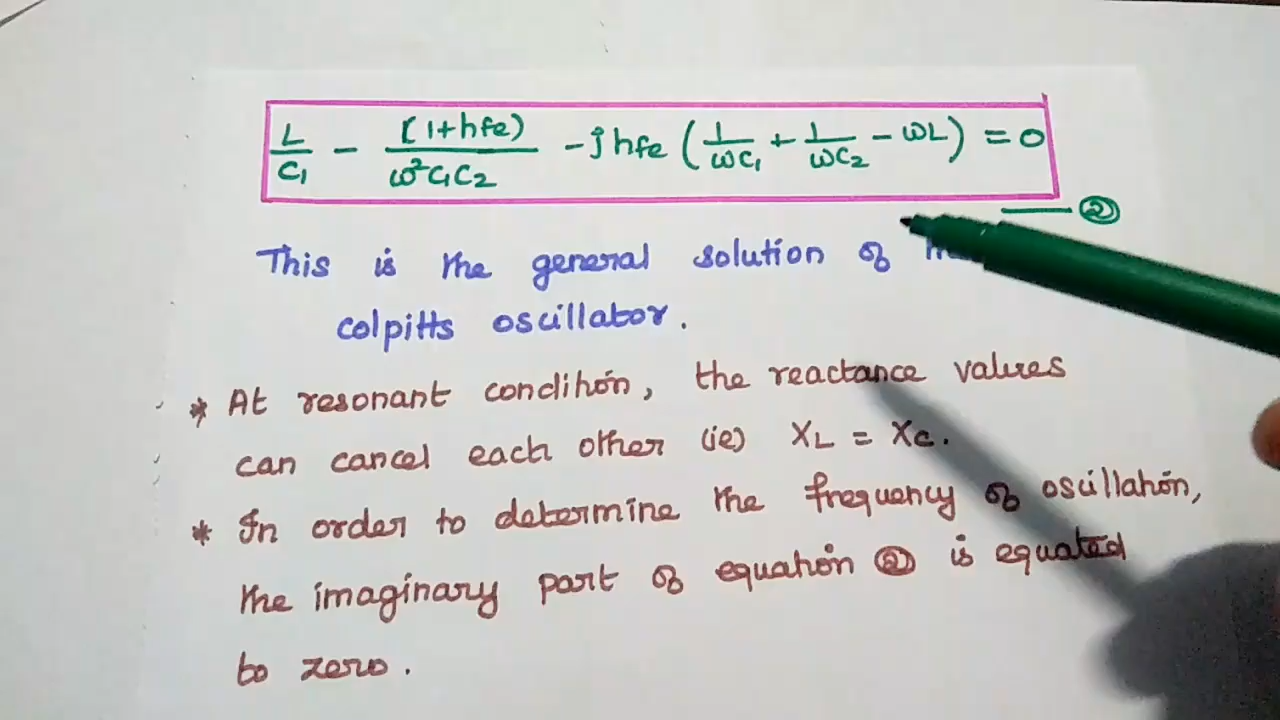 L/C₁ - (1+hfe)/ω²C₁C₂ - j hfe (1/ωC₁ + 1/ωC₂ - ωL) = 0
②
This is the general solution of
colpitts oscillator.
* At resonant condition, the reactance values
can cancel each other (ie) XL = Xc.
* In order to determine the frequency of oscillation,
the imaginary part of equation ② is equated
to zero.